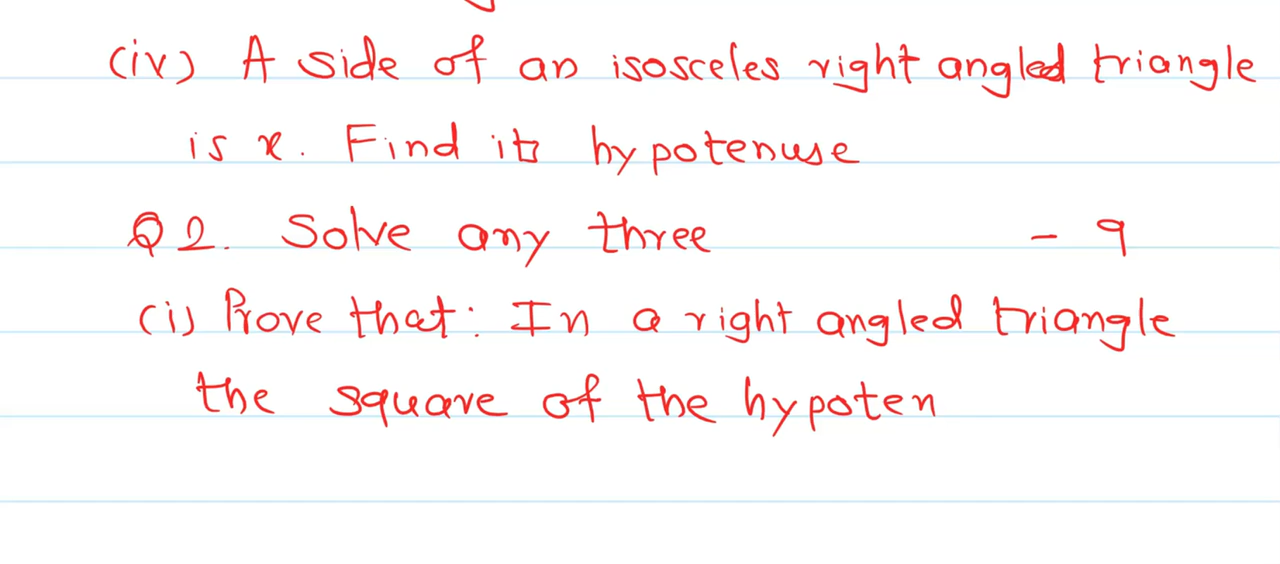 (iv) A side of an isosceles right angled triangle
is x. Find its hypotenuse
Q2. Solve any three - 9
(i) Prove that: In a right angled triangle
the square of the hypoten